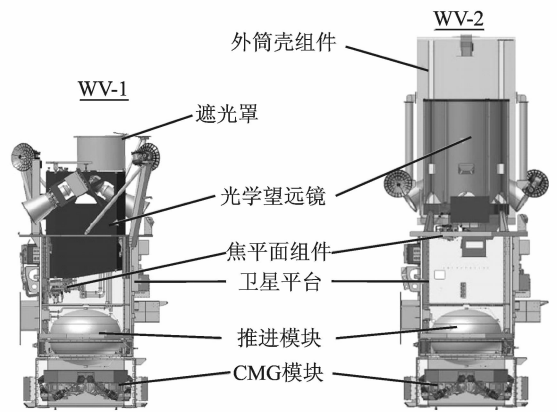 WV-2
外筒壳组件
WV-1
遮光罩
光学望远镜
焦平面组件
卫星平台
推进模块
CMG模块